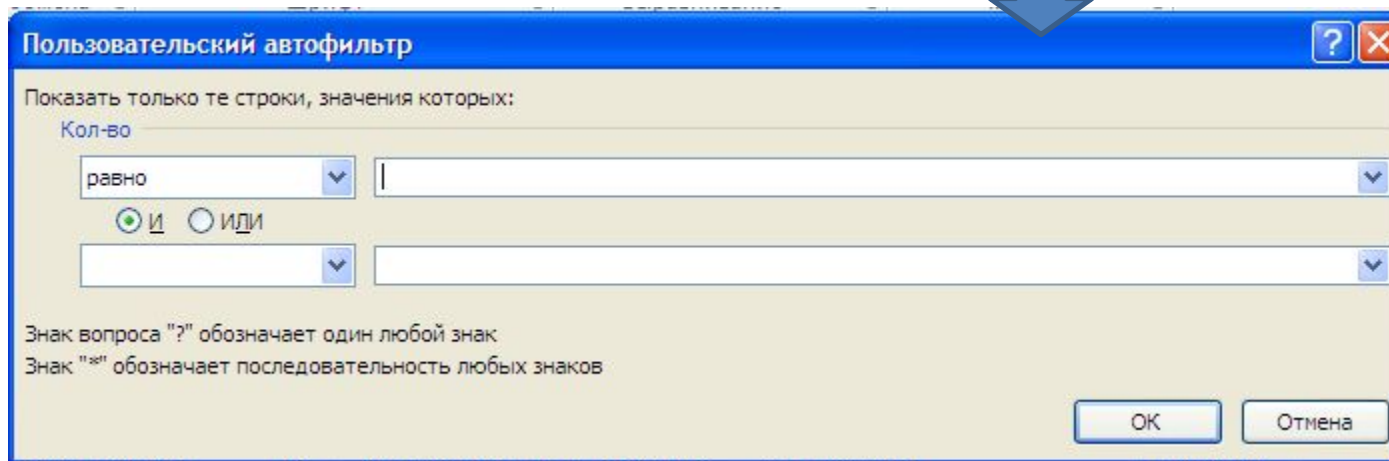 Пользовательский автофильтр
Показать только те строки, значения которых:
Кол-во
равно
И ИЛИ
Знак вопроса "?" обозначает один любой знак
Знак "*" обозначает последовательность любых знаков
ОК Отмена